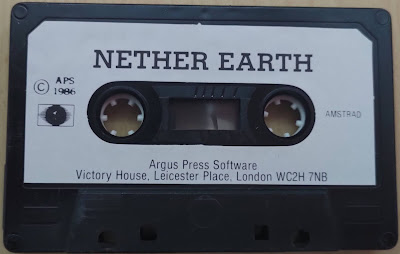 NETHER EARTH
© APS
1986
AMSTRAD
Argus Press Software
Victory House, Leicester Place, London WC2H 7NB